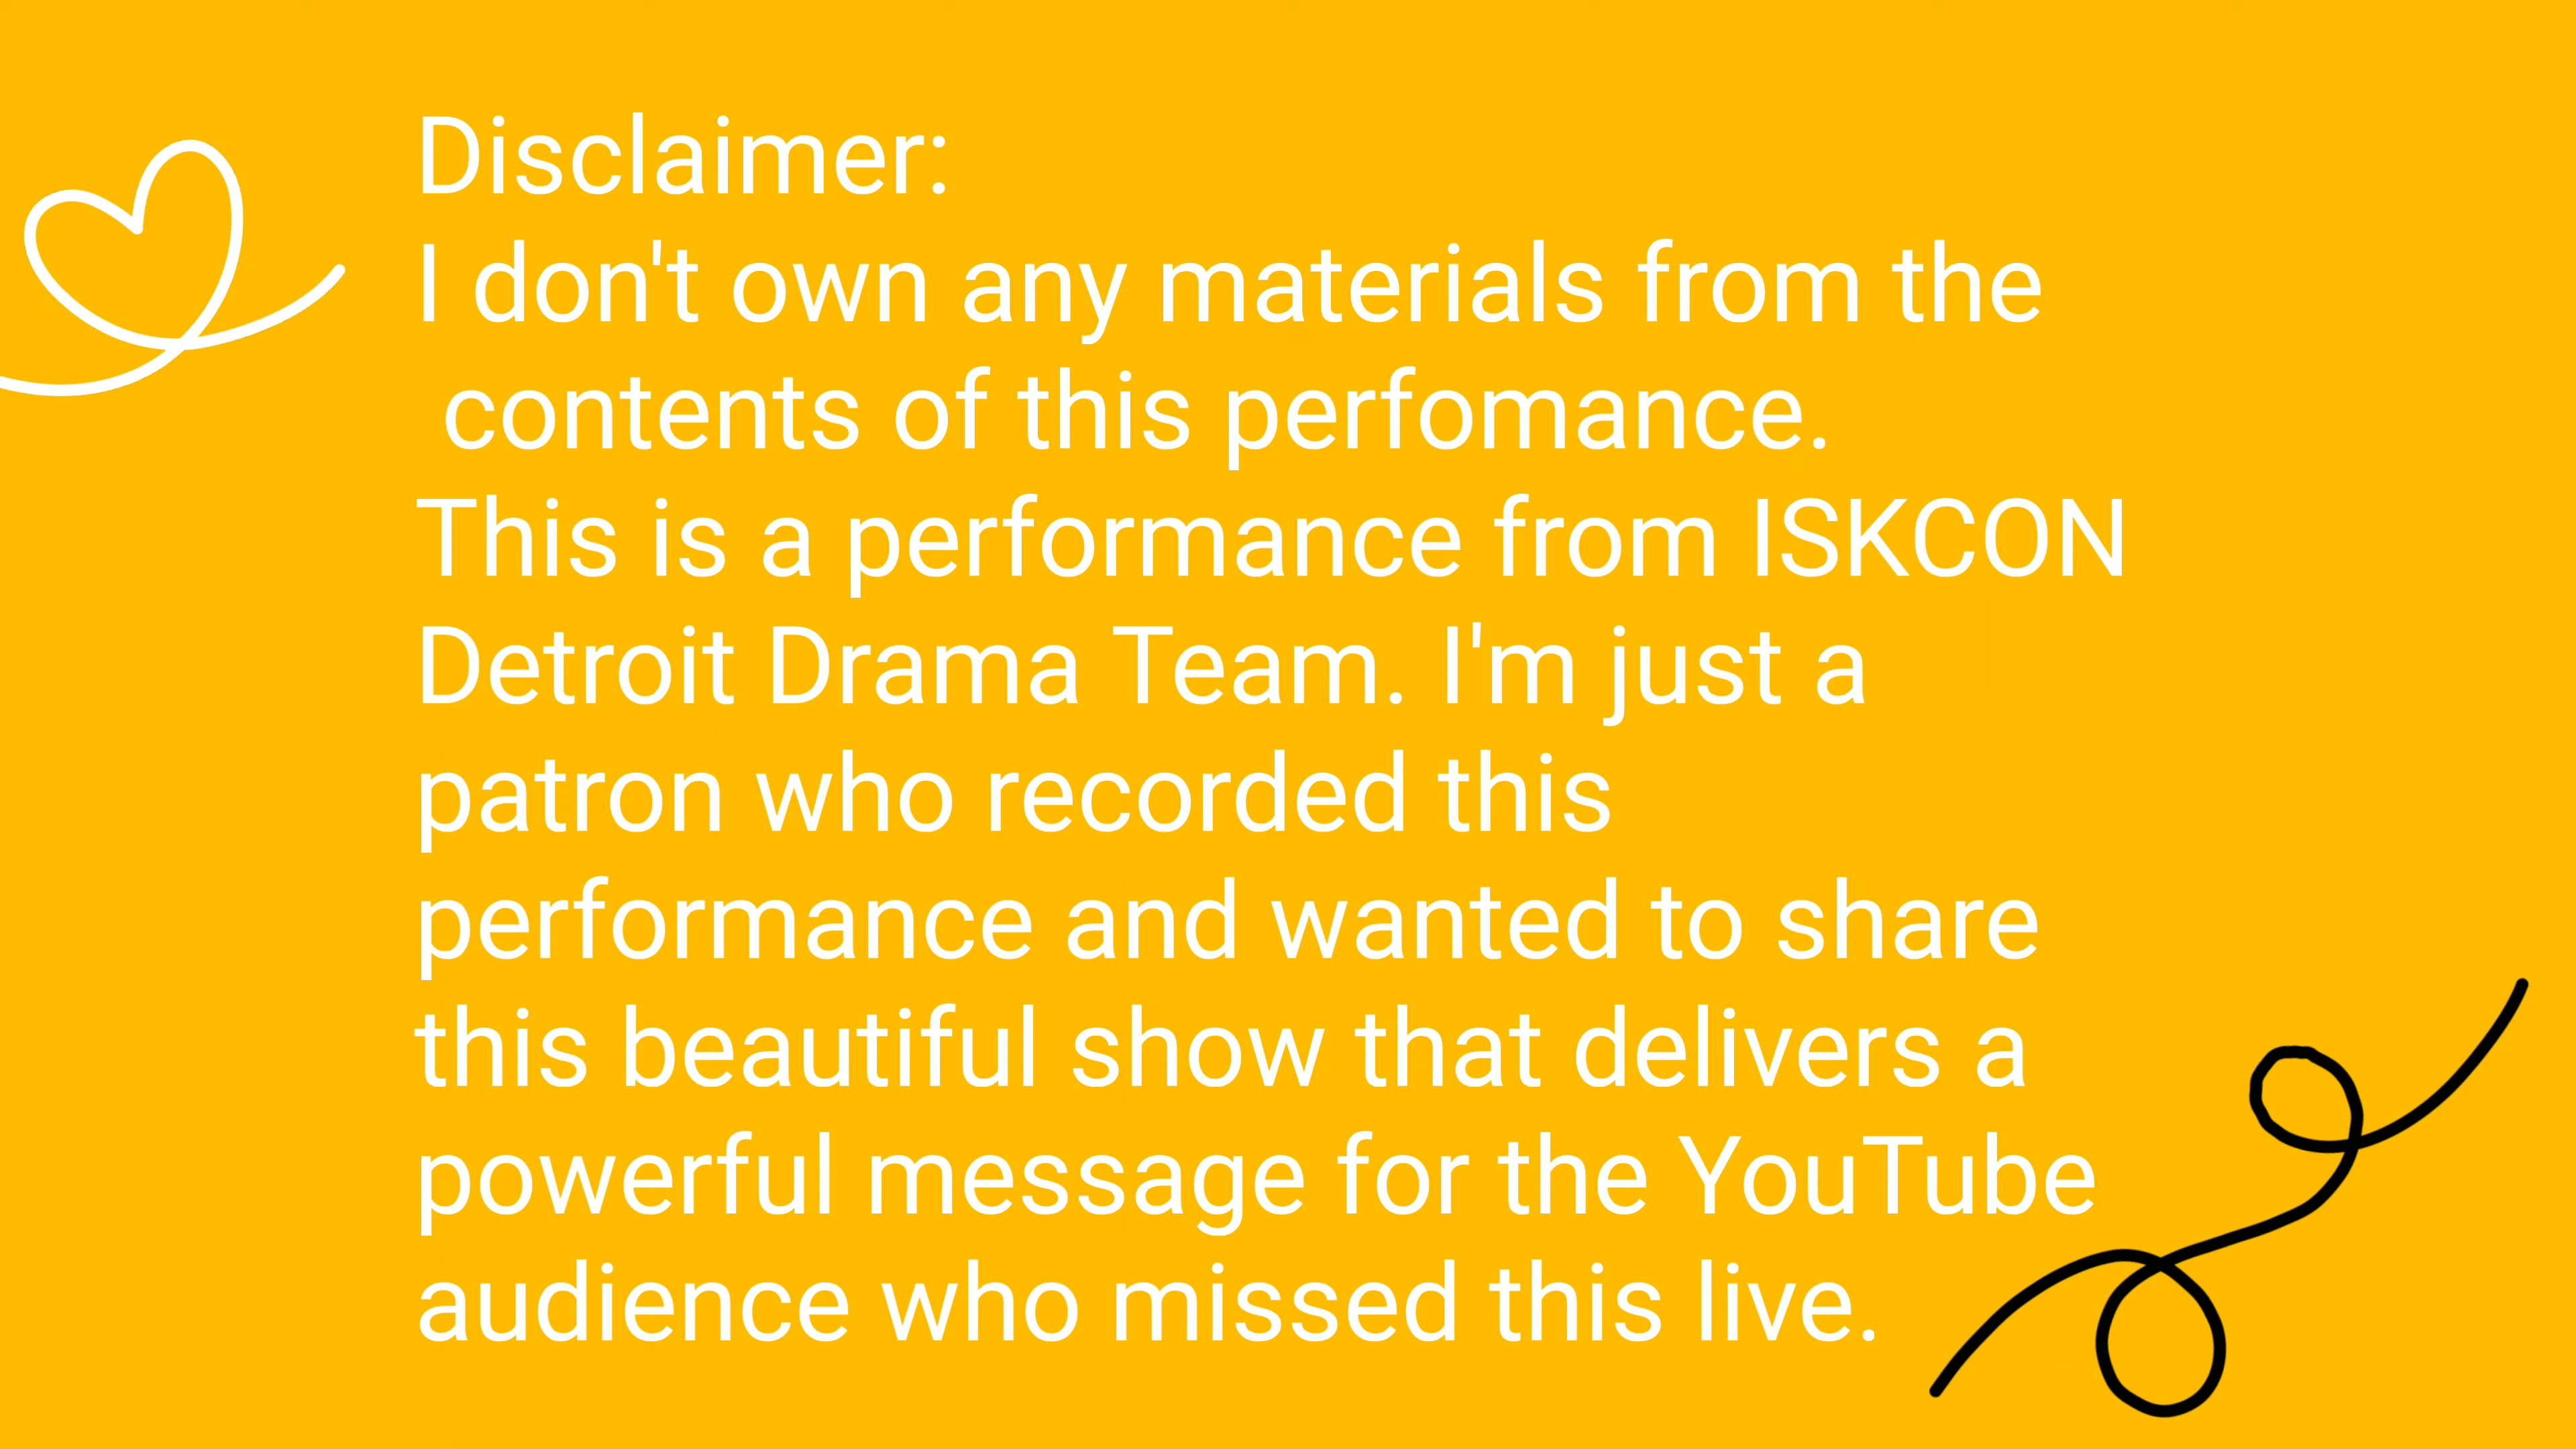 Disclaimer:
I don't own any materials from the
contents of this perfomance.
This is a performance from ISKCON
Detroit Drama Team. I'm just a
patron who recorded this
performance and wanted to share
this beautiful show that delivers a
powerful message for the YouTube
audience who missed this live.